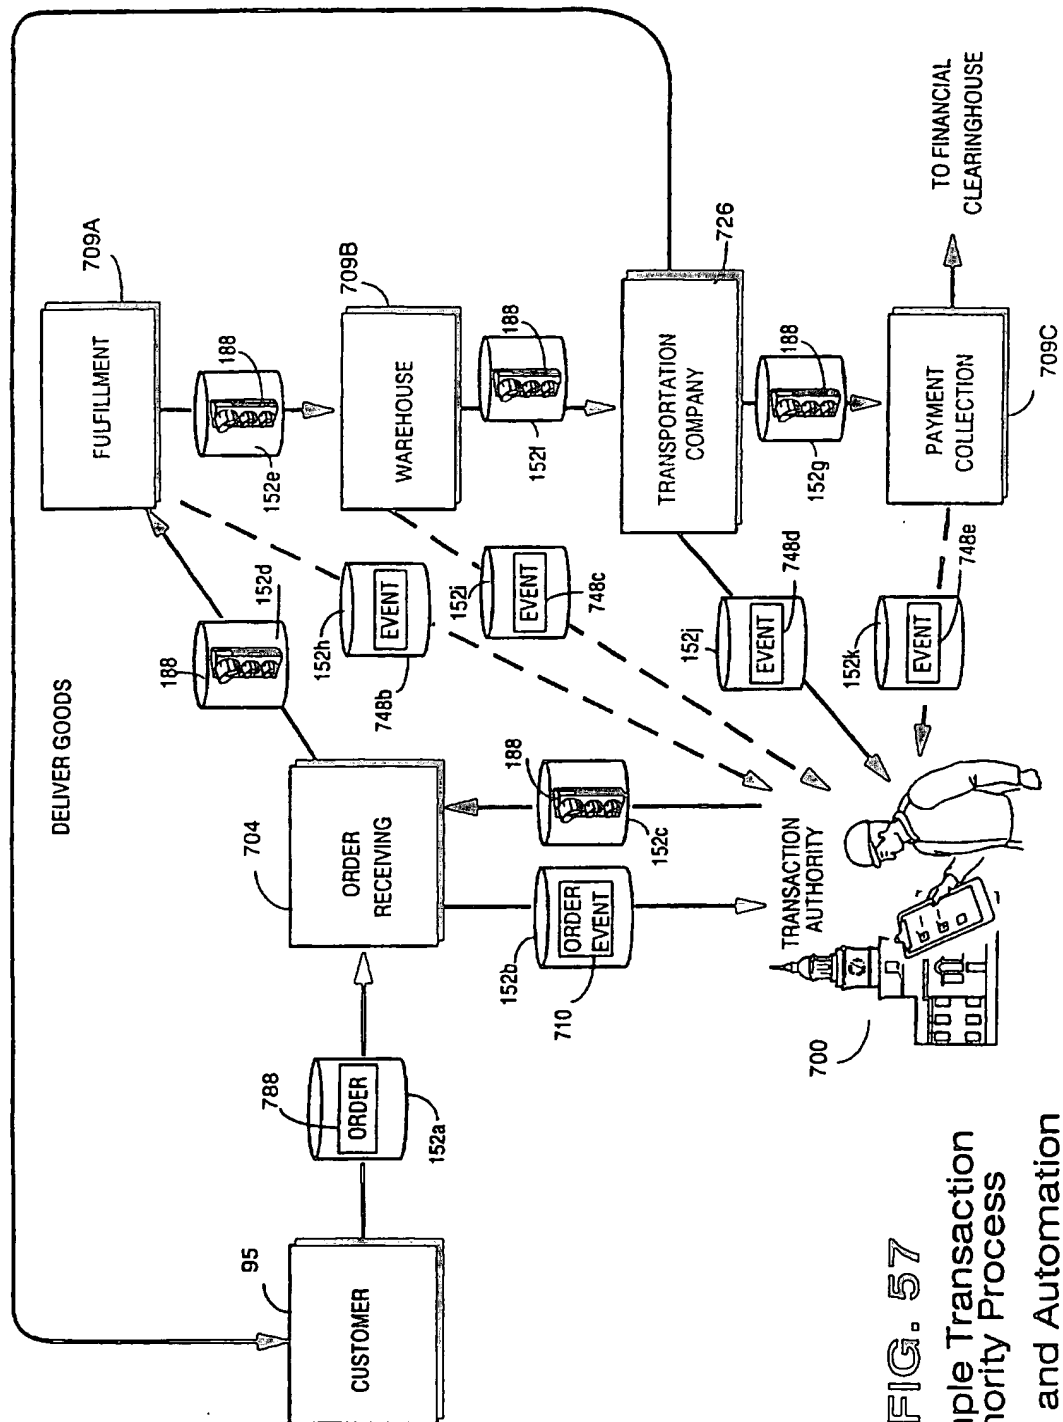 DELIVER GOODS
95
CUSTOMER
788
ORDER
152a
704
ORDER
RECEIVING
188
152d
709A
FULFILLMENT
188
152e
152b
ORDER
EVENT
710
188
152c
152h
EVENT
748b
152i
EVENT
748c
709B
WAREHOUSE
188
152f
700
TRANSACTION
AUTHORITY
152j
EVENT
748d
726
TRANSPORTATION
COMPANY
188
152g
152k
EVENT
748e
PAYMENT
COLLECTION
709C
TO FINANCIAL
CLEARINGHOUSE
FIG. 57
Transaction
Process
and Automation